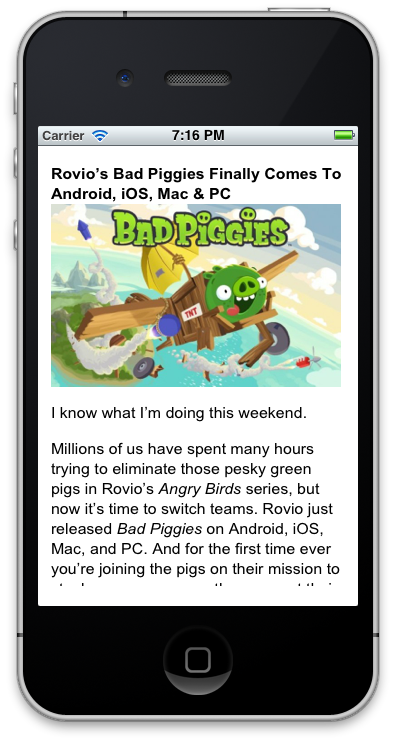 Carrier 7:16 PM
Rovio's Bad Piggies Finally Comes To
Android, iOS, Mac & PC
BAD PIGGIES
TNT
I know what I'm doing this weekend.
Millions of us have spent many hours
trying to eliminate those pesky green
pigs in Rovio's Angry Birds series, but
now it's time to switch teams. Rovio just
released Bad Piggies on Android, iOS,
Mac, and PC. And for the first time ever
you're joining the pigs on their mission to